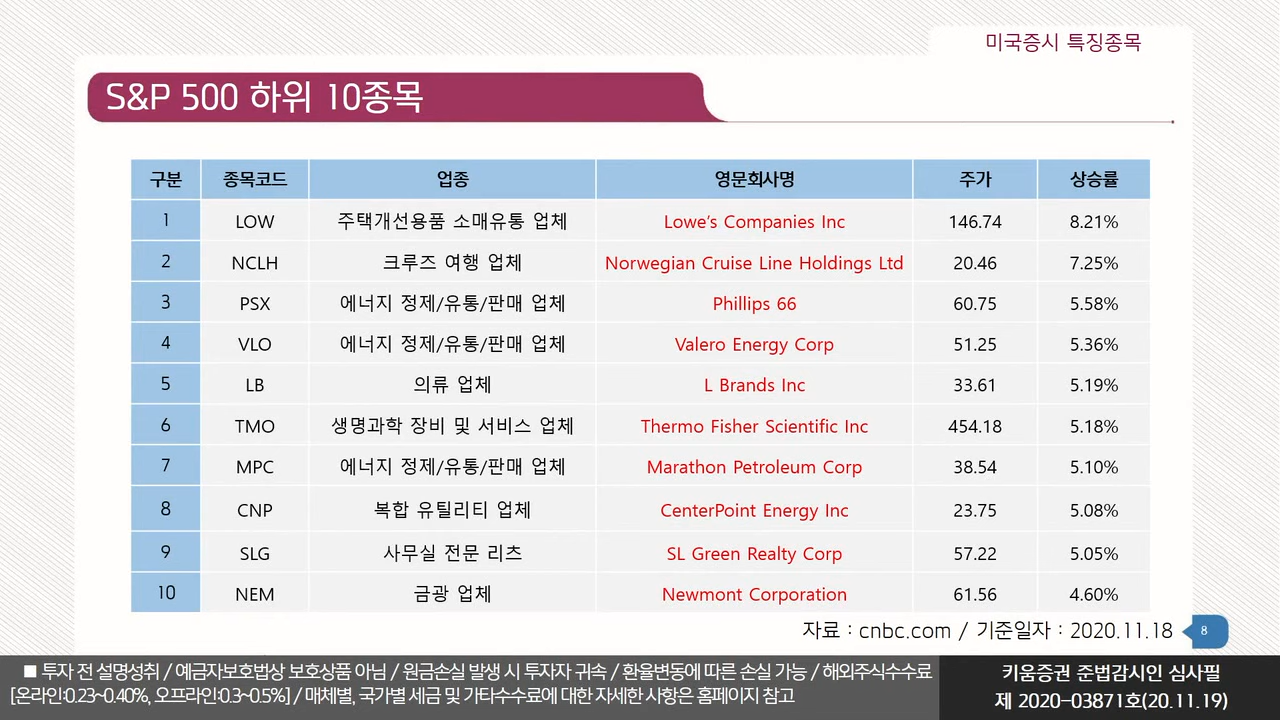 미국증시 특징종목
S&P 500 하위 10종목
구분 종목코드 업종 영문회사명 주가 상승률
1 LOW 주택개선용품 소매유통 업체 Lowe's Companies Inc 146.74 8.21%
2 NCLH 크루즈 여행 업체 Norwegian Cruise Line Holdings Ltd 20.46 7.25%
3 PSX 에너지 정제/유통/판매 업체 Phillips 66 60.75 5.58%
4 VLO 에너지 정제/유통/판매 업체 Valero Energy Corp 51.25 5.36%
5 LB 의류 업체 L Brands Inc 33.61 5.19%
6 TMO 생명과학 장비 및 서비스 업체 Thermo Fisher Scientific Inc 454.18 5.18%
7 MPC 에너지 정제/유통/판매 업체 Marathon Petroleum Corp 38.54 5.10%
8 CNP 복합 유틸리티 업체 CenterPoint Energy Inc 23.75 5.08%
9 SLG 사무실 전문 리츠 SL Green Realty Corp 57.22 5.05%
10 NEM 금광 업체 Newmont Corporation 61.56 4.60%
자료 : cnbc.com / 기준일자 : 2020.11.18 8
■ 투자 전 설명성취 / 예금자보호법상 보호상품 아님 / 원금손실 발생 시 투자자 귀속 / 환율변동에 따른 손실 가능 / 해외주식수수료
[온라인:0.23~0.40%, 오프라인:0.3~0.5%] / 매체별, 국가별 세금 및 기타수수료에 대한 자세한 사항은 홈페이지 참고
키움증권 준법감시인 심사필
제 2020-03871호(20.11.19)